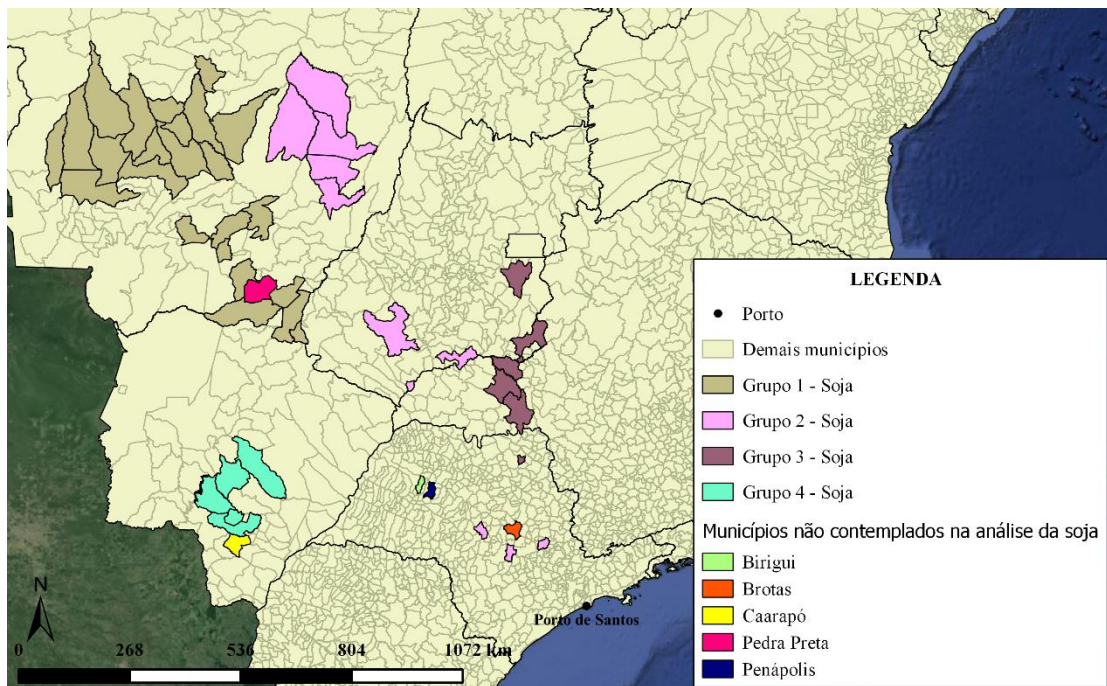 LEGENDA
Porto
Demais municípios
Grupo 1 - Soja
Grupo 2 - Soja
Grupo 3 - Soja
Grupo 4 - Soja
Municípios não contemplados na análise da soja
Birigui
Brotas
Caarapó
Pedra Preta
Penápolis
Porto de Santos
N
0 268 536 804 1072 km